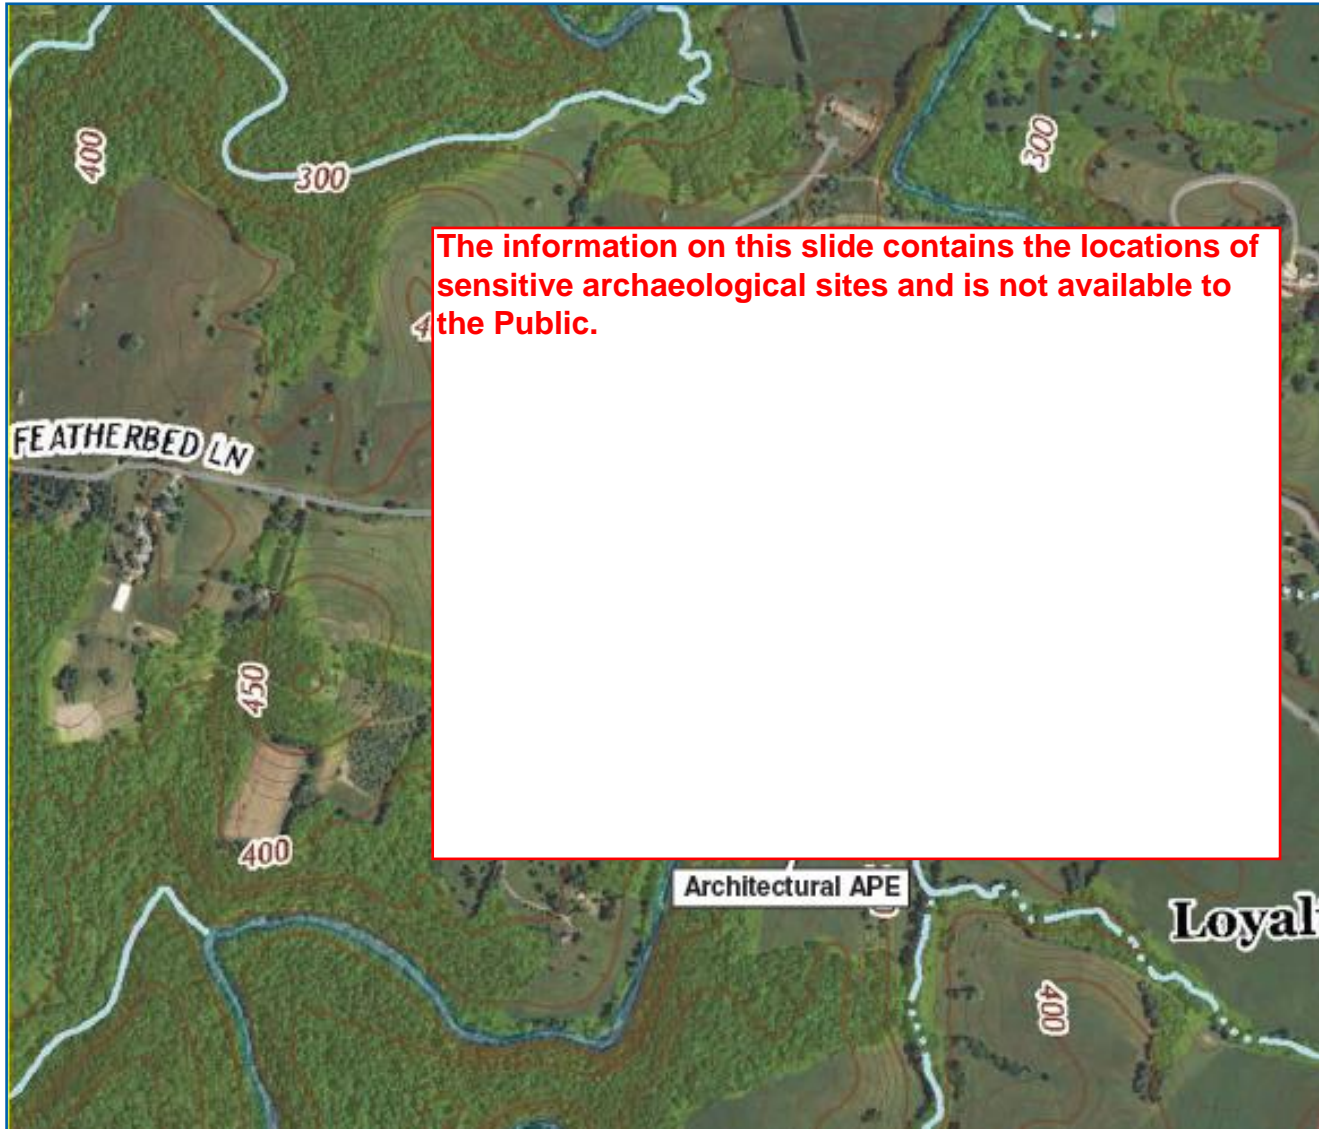 400
300
300
The information on this slide contains the locations of
sensitive archaeological sites and is not available to
the Public.
FEATHERBED LN
450
400
Architectural APE
Loyal
400